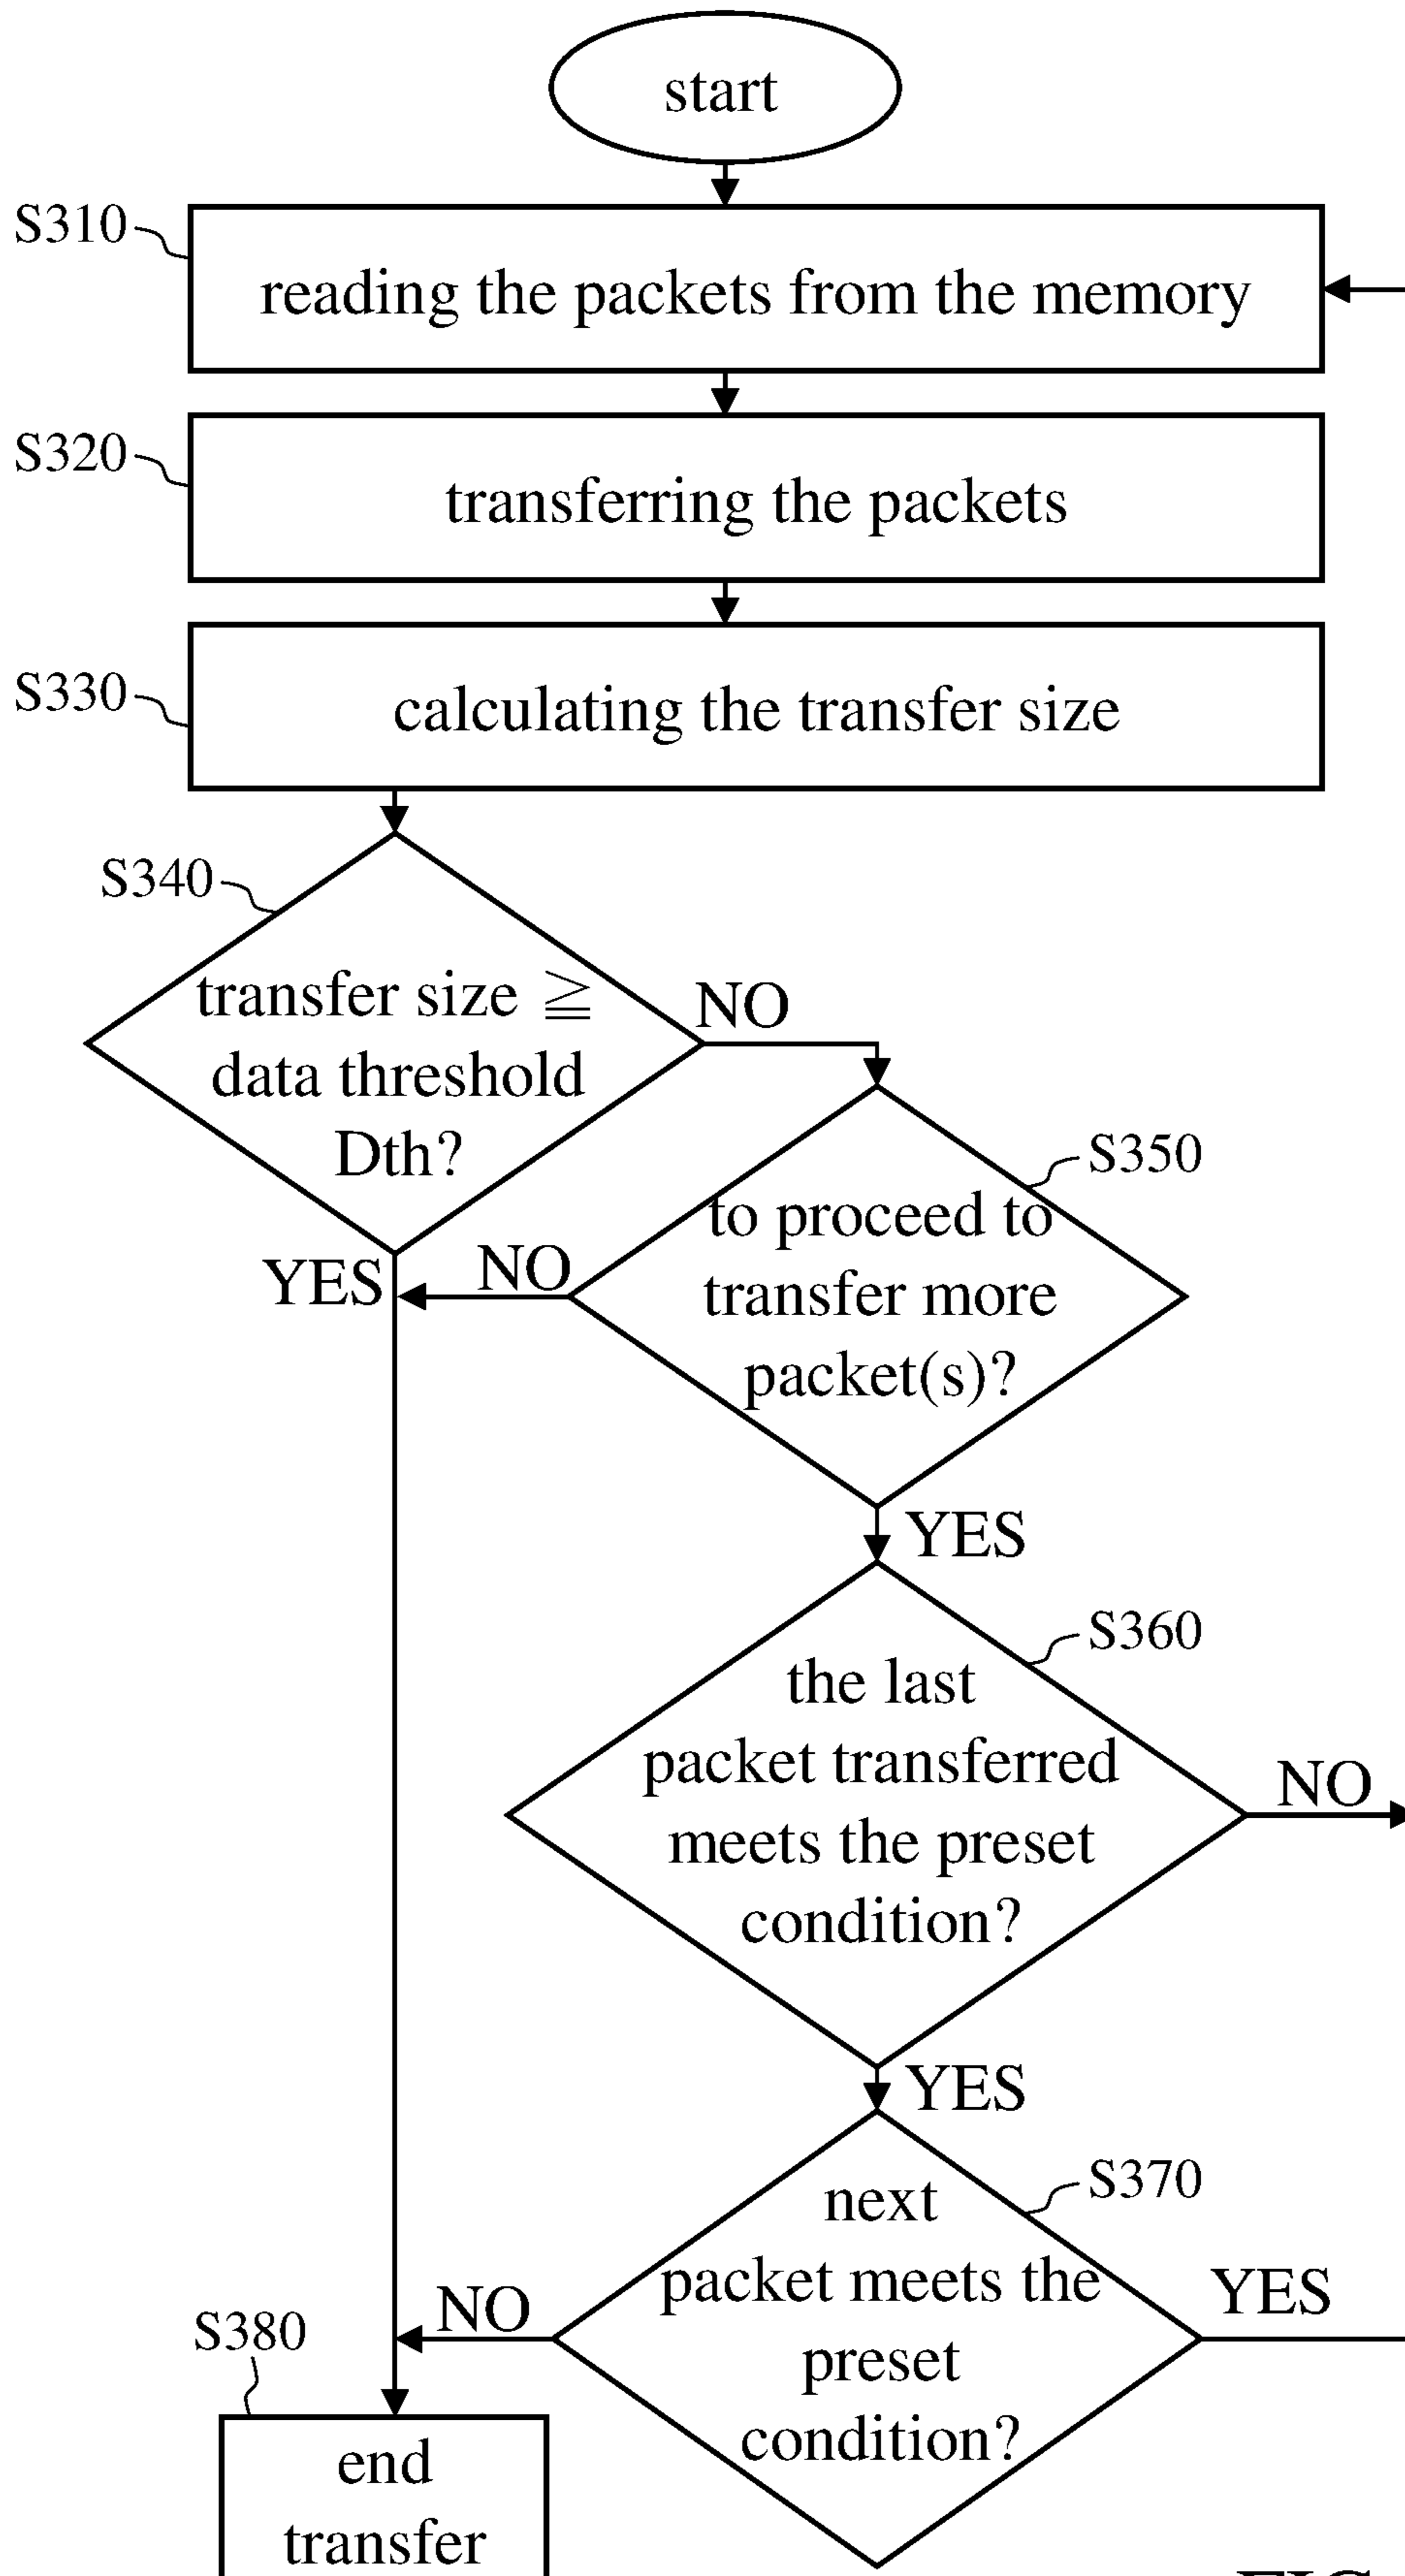 start
S310
reading the packets from the memory
S320
transferring the packets
S330
calculating the transfer size
S340
transfer size ≧
data threshold
Dth?
NO
YES
S350
to proceed to
transfer more
packet(s)?
NO
YES
S360
the last
packet transferred
meets the preset
condition?
NO
YES
S370
next
packet meets the
preset
condition?
NO
YES
S380
end
transfer